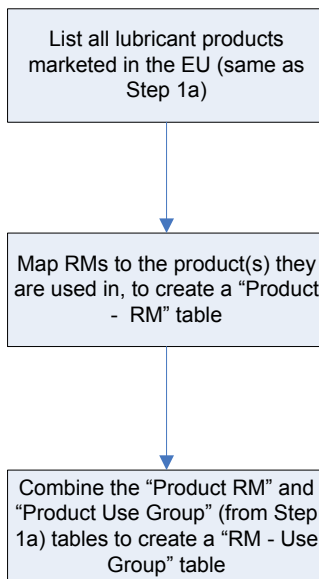 List all lubricant products
marketed in the EU (same as
Step 1a)
Map RMs to the product(s) they
are used in, to create a “Product
- RM” table
Combine the “Product RM” and
“Product Use Group” (from Step
1a) tables to create a “RM - Use
Group” table